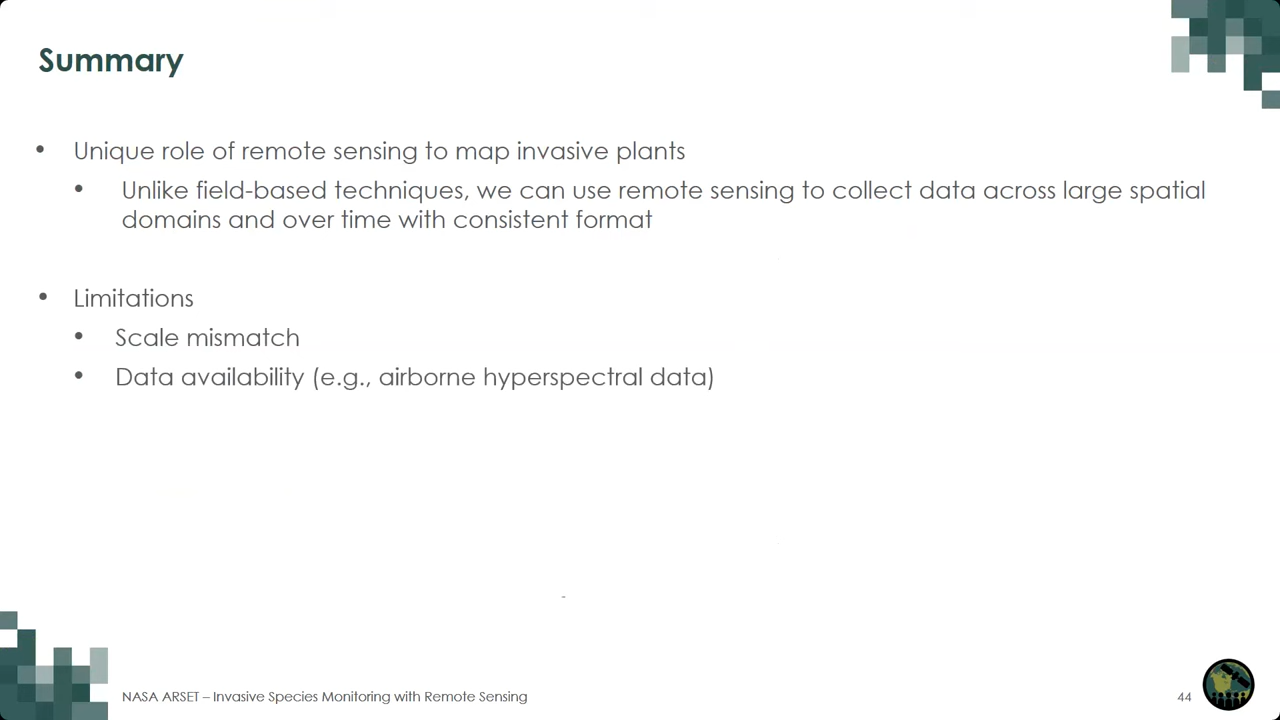 Summary
• Unique role of remote sensing to map invasive plants
• Unlike field-based techniques, we can use remote sensing to collect data across large spatial
domains and over time with consistent format
• Limitations
• Scale mismatch
• Data availability (e.g., airborne hyperspectral data)
NASA ARSET – Invasive Species Monitoring with Remote Sensing
44